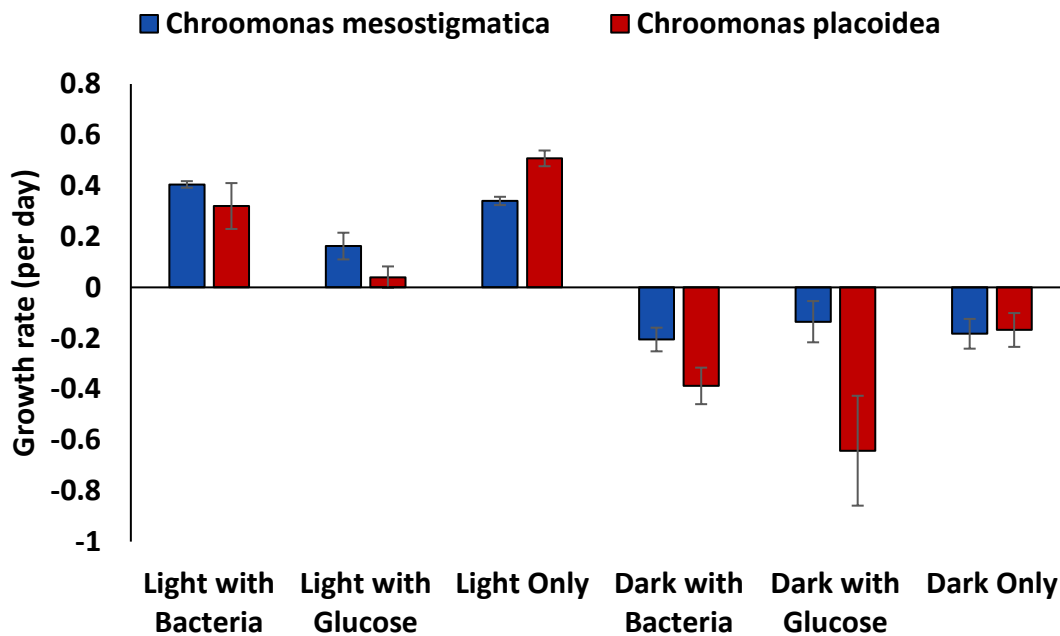 Chroomonas mesostigmatica
Chroomonas placoidea
Growth rate (per day)
0.8
0.6
0.4
0.2
0
-0.2
-0.4
-0.6
-0.8
-1
Light with
Bacteria
Light with
Glucose
Light Only
Dark with
Bacteria
Dark with
Glucose
Dark Only